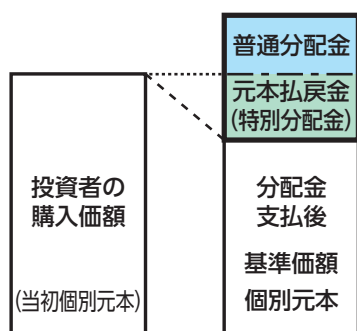 普通分配金
元本払戻金
(特別分配金)
投資者の
購入価額
(当初個別元本)
分配金
支払後
基準価額
個別元本